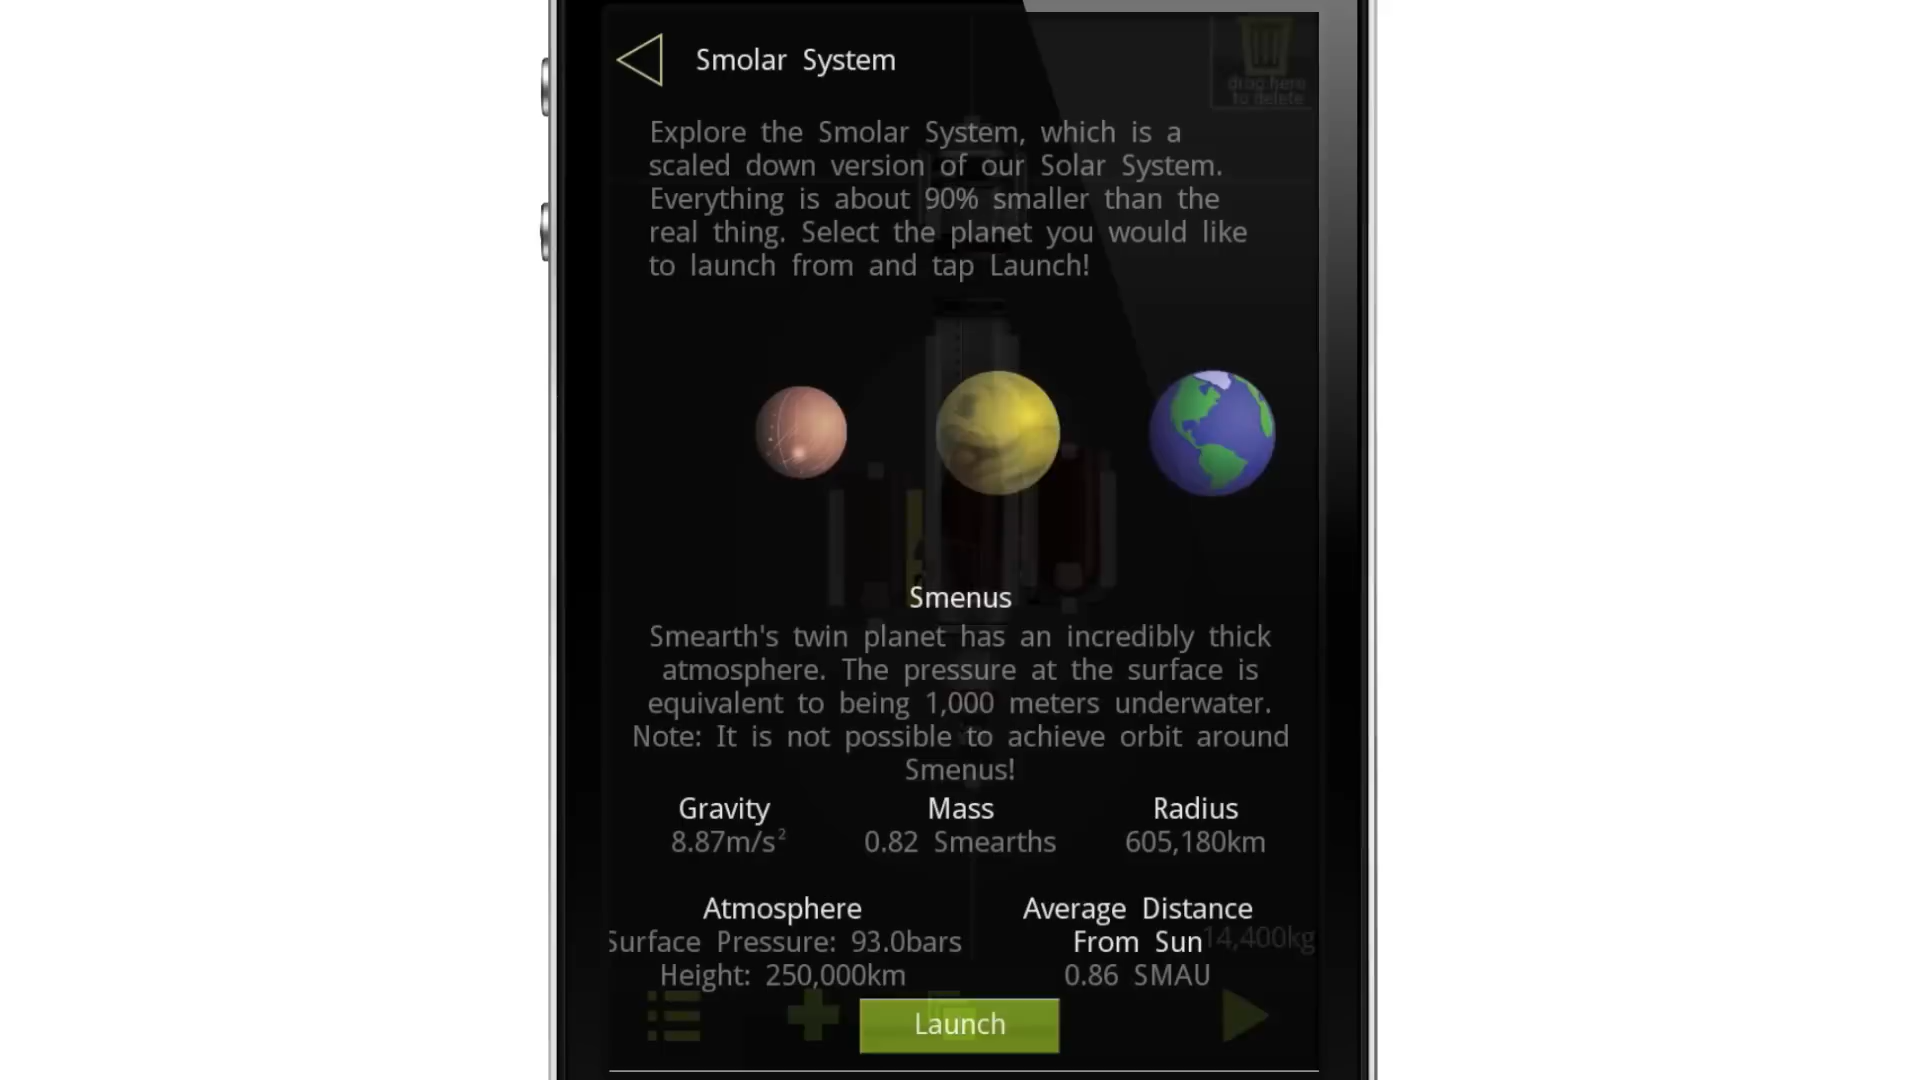 Smolar System
drag here
to delete
Explore the Smolar System, which is a
scaled down version of our Solar System.
Everything is about 90% smaller than the
real thing. Select the planet you would like
to launch from and tap Launch!
Smenus
Smearth's twin planet has an incredibly thick
atmosphere. The pressure at the surface is
equivalent to being 1,000 meters underwater.
Note: It is not possible to achieve orbit around
Smenus!
Gravity Mass Radius
8.87m/s² 0.82 Smearths 605,180km
Atmosphere
Surface Pressure: 93.0bars
Height: 250,000km
Average Distance
From Sun
0.86 SMAU
14,400kg
Launch